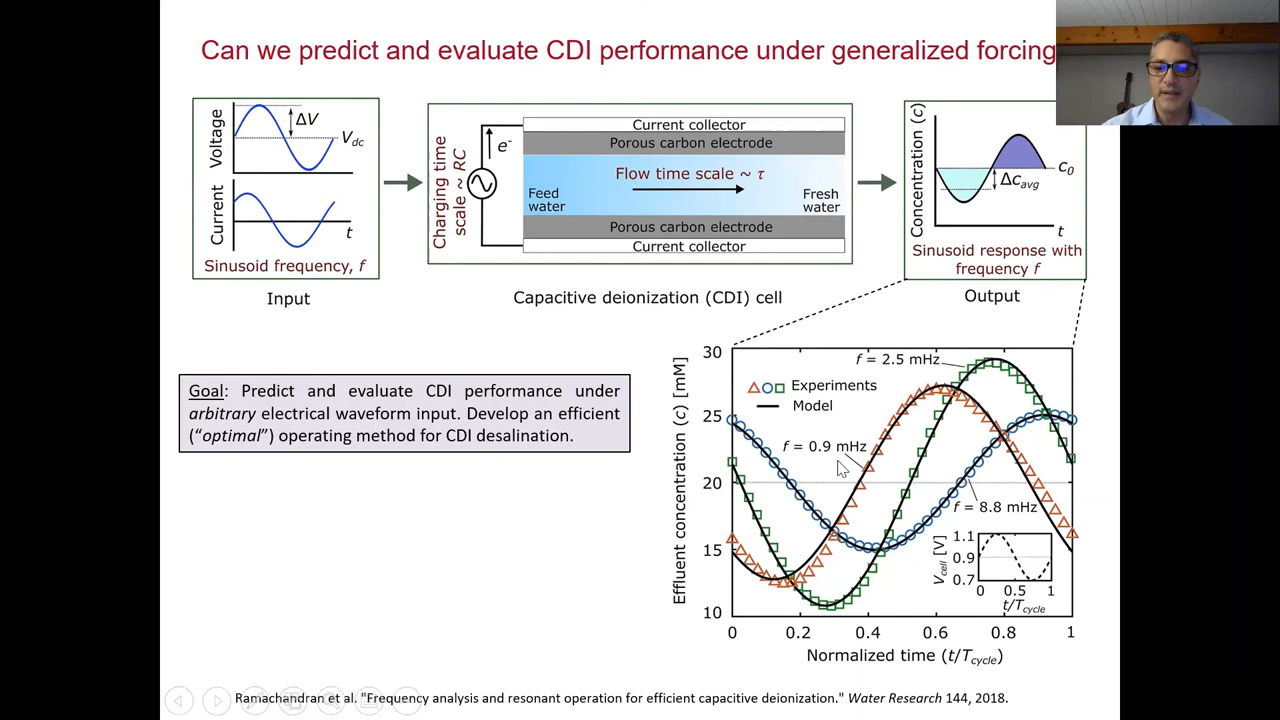 Can we predict and evaluate CDI performance under generalized forcing
Voltage
ΔV
V_dc
Current
t
Sinusoid frequency, f
Input
Charging time
scale ~ RC
e-
Current collector
Porous carbon electrode
Flow time scale ~ τ
Feed
water
Fresh
water
Porous carbon electrode
Current collector
Capacitive deionization (CDI) cell
Concentration (c)
c0
Δc_avg
t
Sinusoid response with
frequency f
Output
Goal: Predict and evaluate CDI performance under
arbitrary electrical waveform input. Develop an efficient
("optimal") operating method for CDI desalination.
Effluent concentration (c) [mM]
30
25
20
15
10
f = 2.5 mHz
Experiments
Model
f = 0.9 mHz
f = 8.8 mHz
V_cell [V]
1.1
0.9
0.7
0
0.5
1
t/T_cycle
0
0.2
0.4
0.6
0.8
1
Normalized time (t/T_cycle)
Ramachandran et al. "Frequency analysis and resonant operation for efficient capacitive deionization." Water Research 144, 2018.